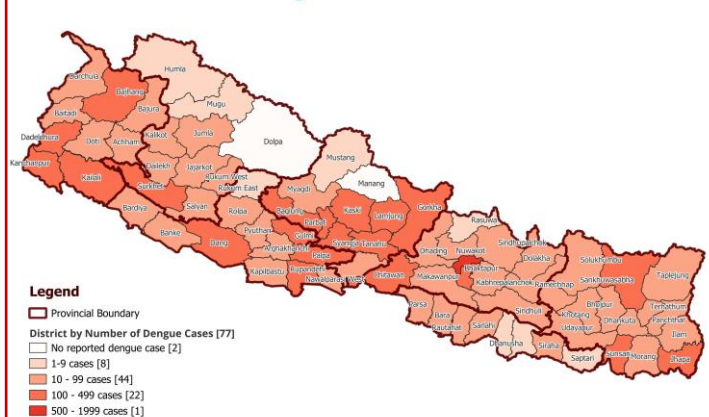 Humla
Darchula
Bajhang
Mugu
Bajura
Baitadi
Jumla
Dolpa
Dadeldhura
Doti
Achham
Kalikot
Mustang
Kanchanpur
Dailekh
Jajarkot
Manang
Kailali
Rukum West
Surkhet
Rukum East
Myagdi
Gorkha
Salyan
Baglung
Kaski
Lamjung
Bardiya
Rolpa
Parbat
Rasuwa
Pyuthan
Gulmi
Syangja
Tanahu
Sindhupalchok
Banke
Dang
Arghakhanchi
Dhading
Nuwakot
Dolakha
Solukhumbu
Palpa
Bhaktapur
Sankhuwasabha
Taplejung
Kapilbastu
Rupandehi
Chitawan
Makawanpur
Kabhrepalanchok
Ramechhap
Nawalparasi West
Bhojpur
Terhathum
Parsa
Sindhuli
Khotang
Dhankuta
Panchthar
Bara
Udayapur
Ilam
Rautahat
Sarlahi
Dhanusha
Siraha
Sunsari
Morang
Jhapa
Saptari
Legend
Provincial Boundary
District by Number of Dengue Cases [77]
No reported dengue case [2]
1-9 cases [8]
10 - 99 cases [44]
100 - 499 cases [22]
500 - 1999 cases [1]